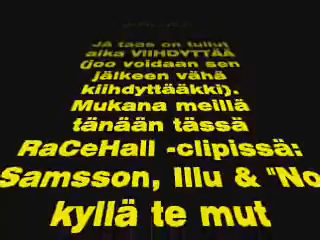 JA taas on tullut
aika VIIHDYTTÄÄ
(joo voidaan sen
jälkeen vähä
kiihdyttääkki).
Mukana meillä
tänään tässä
RaCeHall -clipissä:
Samsson, Illu & "No
kyllä te mut